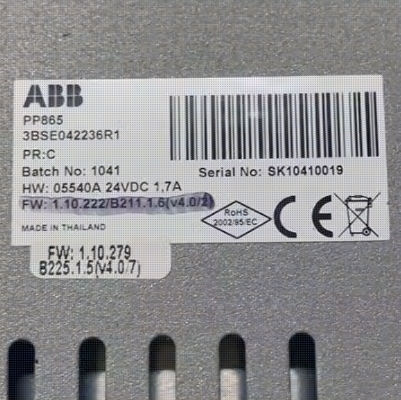 ABB
PP865
3BSE042236R1
PR:C
Batch No: 1041
Serial No: SK10410019
HW: 05540A 24VDC 1,7A
FW: 1.10.222/B211.1.6(v4.0/2)
MADE IN THAILAND
RoHS
2002/95/EC
CE
FW: 1.10.279
B225.1.5(v4.0/7)